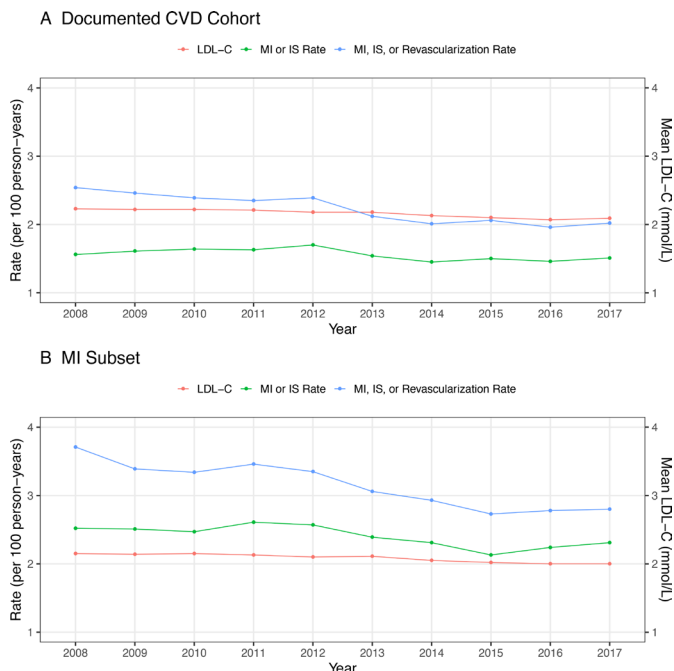 A Documented CVD Cohort
LDL−C MI or IS Rate MI, IS, or Revascularization Rate
4 4
3 3
2 2
1 1
Rate (per 100 person−years)
Mean LDL−C (mmol/L)
2008 2009 2010 2011 2012 2013 2014 2015 2016 2017
Year
B MI Subset
LDL−C MI or IS Rate MI, IS, or Revascularization Rate
4 4
3 3
2 2
1 1
Rate (per 100 person−years)
Mean LDL−C (mmol/L)
2008 2009 2010 2011 2012 2013 2014 2015 2016 2017
Year